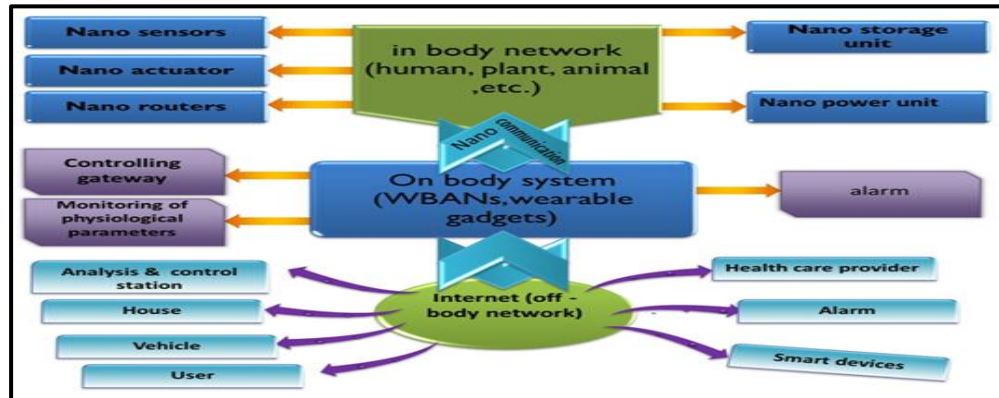 Nano sensors
Nano actuator
Nano routers
in body network
(human, plant, animal
,etc.)
Nano storage
unit
Nano power unit
Nano communication
Controlling
gateway
Monitoring of
physiological
parameters
On body system
(WBANs,wearable
gadgets)
alarm
Analysis & control
station
House
Vehicle
User
Internet (off -
body network)
Health care provider
Alarm
Smart devices